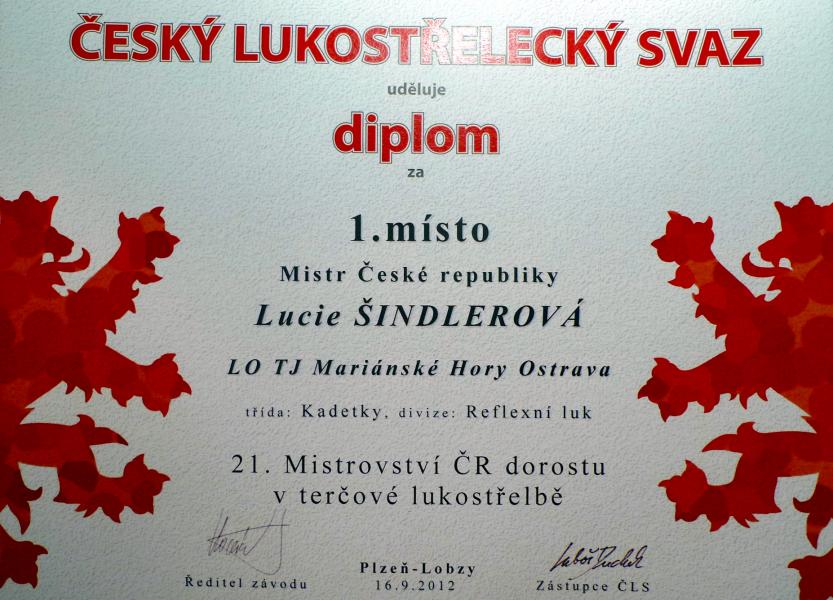 ČESKÝ LUKOSTŘELECKÝ SVAZ
uděluje
diplom
za
1.místo
Mistr České republiky
Lucie ŠINDLEROVÁ
LO TJ Mariánské Hory Ostrava
třída: Kadetky, divize: Reflexní luk
21. Mistrovství ČR dorostu
v terčové lukostřelbě
Ředitel závodu
Plzeň-Lobzy
16.9.2012
Zástupce ČLS